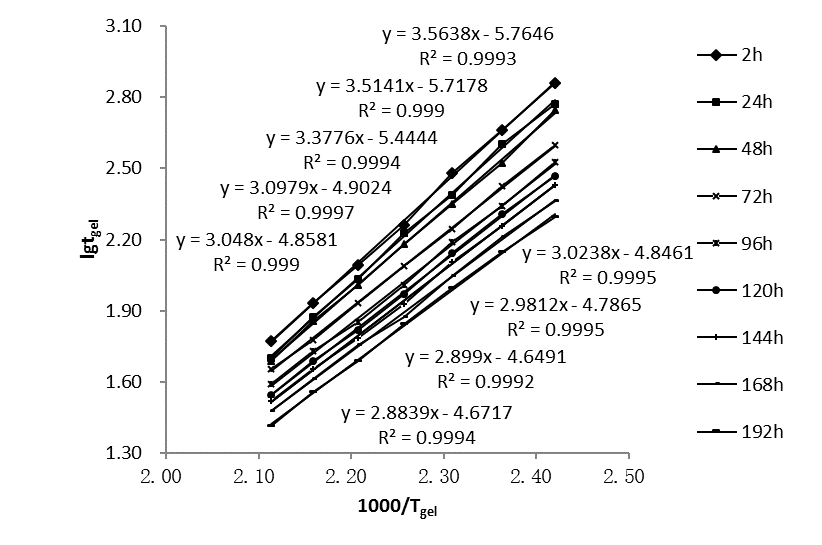 3.10
2.80
2.50
2.20
1.90
1.60
1.30
lgtgel
y = 3.5638x - 5.7646
R² = 0.9993
y = 3.5141x - 5.7178
R² = 0.999
y = 3.3776x - 5.4444
R² = 0.9994
y = 3.0979x - 4.9024
R² = 0.9997
y = 3.048x - 4.8581
R² = 0.999
y = 3.0238x - 4.8461
R² = 0.9995
y = 2.9812x - 4.7865
R² = 0.9995
y = 2.899x - 4.6491
R² = 0.9992
y = 2.8839x - 4.6717
R² = 0.9994
2.00 2.10 2.20 2.30 2.40 2.50
1000/Tgel
2h
24h
48h
72h
96h
120h
144h
168h
192h